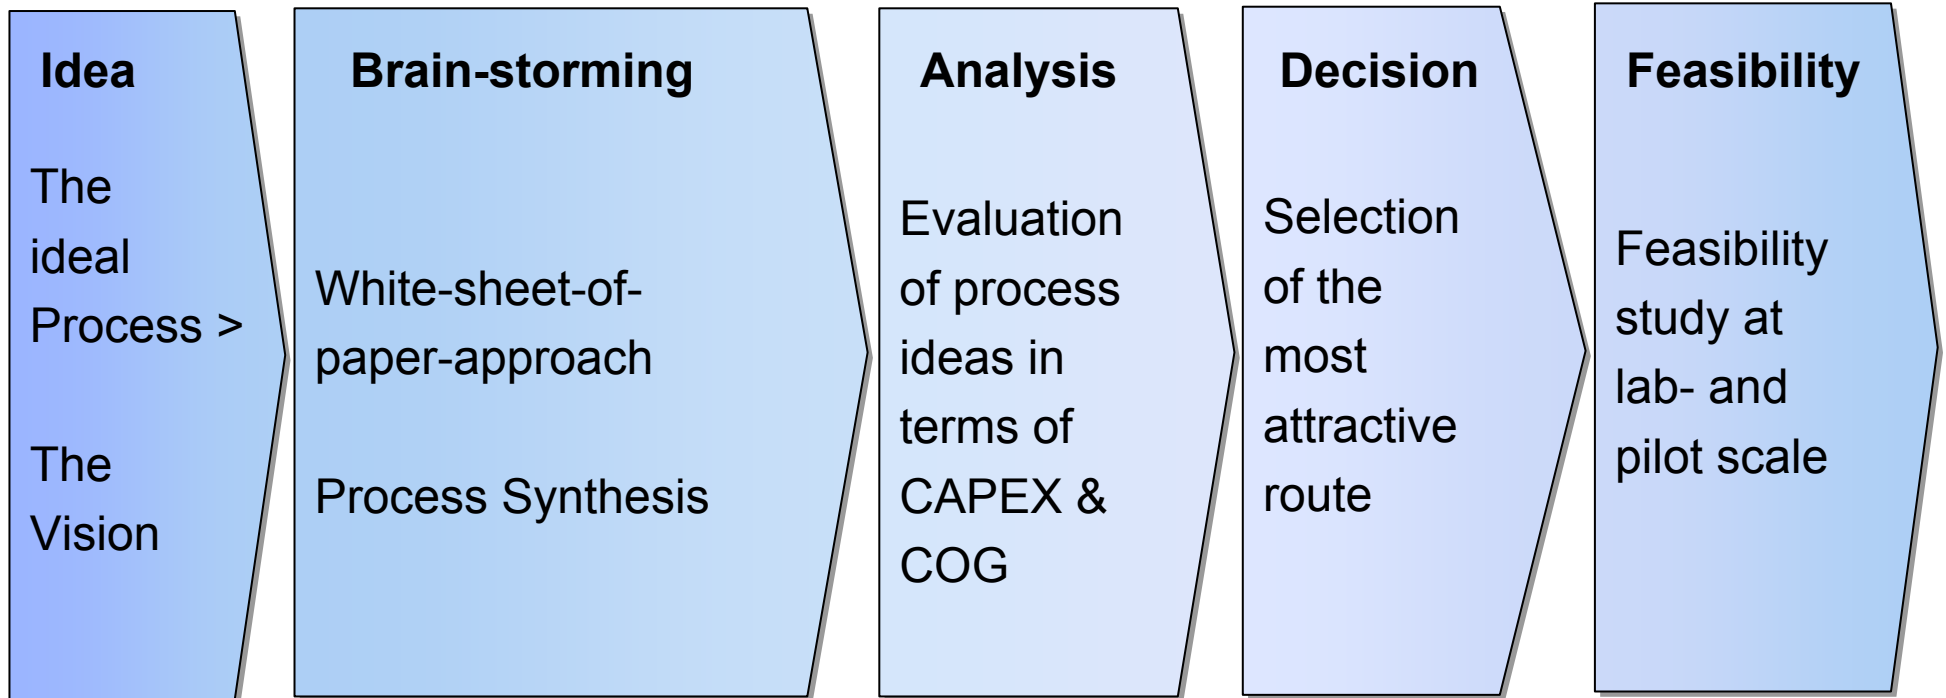 Idea
The
ideal
Process >
The
Vision
Brain-storming
White-sheet-of-
paper-approach
Process Synthesis
Analysis
Evaluation
of process
ideas in
terms of
CAPEX &
COG
Decision
Selection
of the
most
attractive
route
Feasibility
Feasibility
study at
lab- and
pilot scale